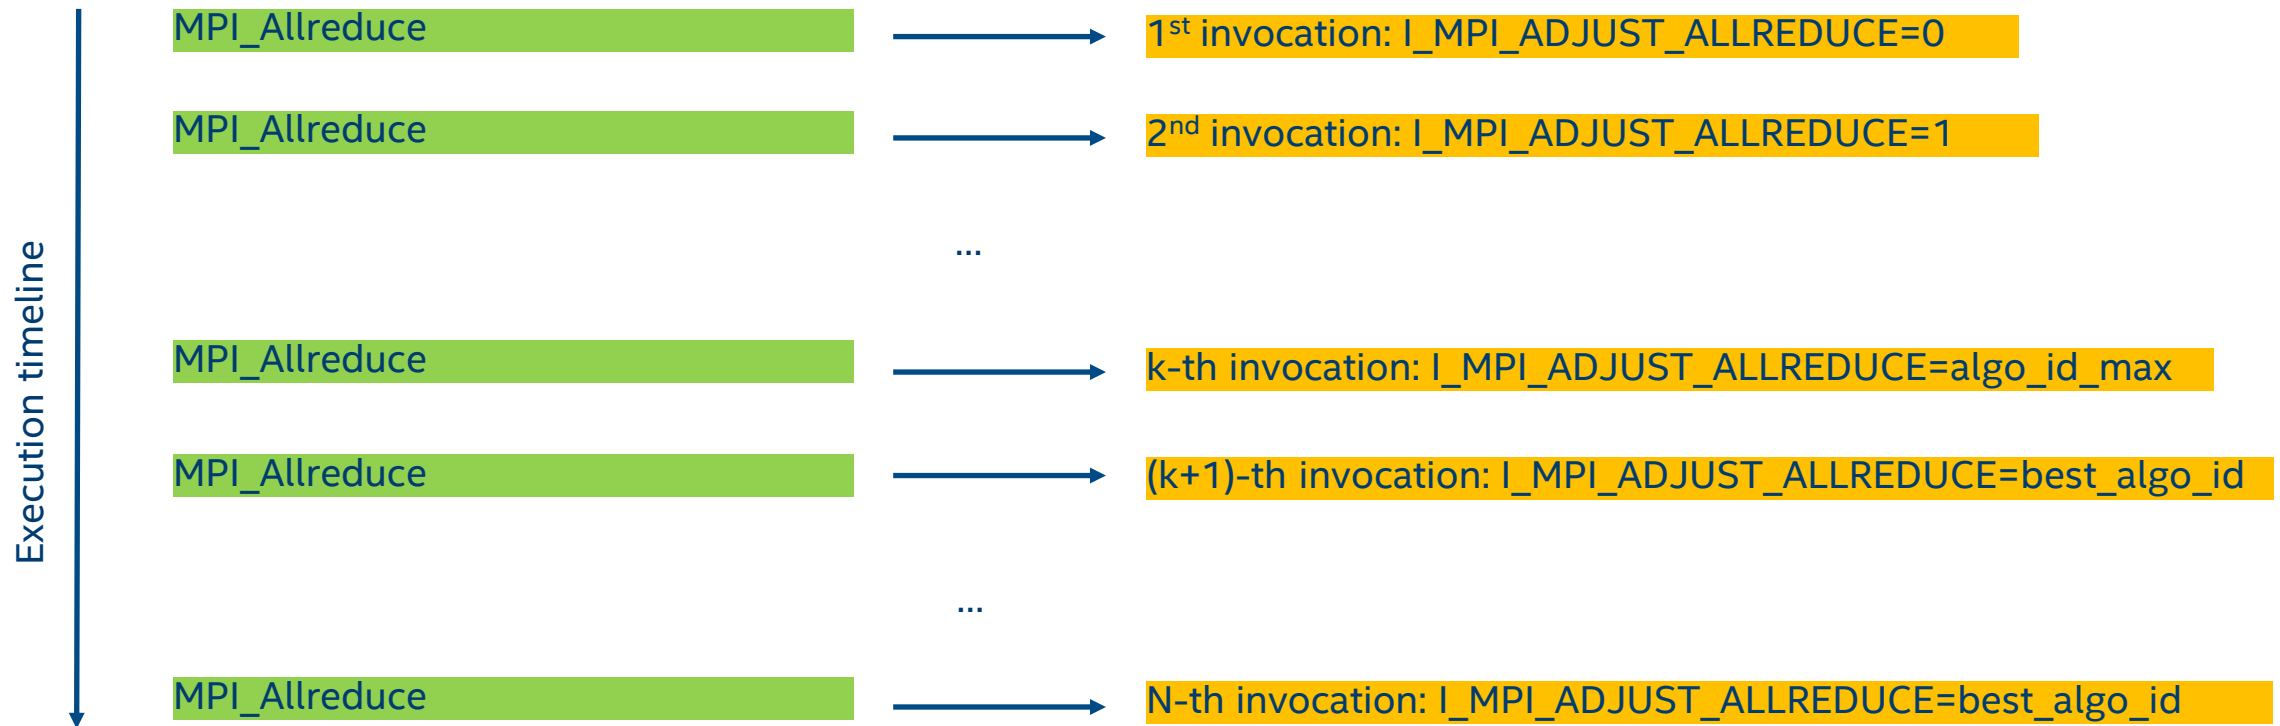 MPI_Allreduce
1st invocation: I_MPI_ADJUST_ALLREDUCE=0
MPI_Allreduce
2nd invocation: I_MPI_ADJUST_ALLREDUCE=1
...
Execution timeline
MPI_Allreduce
k-th invocation: I_MPI_ADJUST_ALLREDUCE=algo_id_max
MPI_Allreduce
(k+1)-th invocation: I_MPI_ADJUST_ALLREDUCE=best_algo_id
...
MPI_Allreduce
N-th invocation: I_MPI_ADJUST_ALLREDUCE=best_algo_id